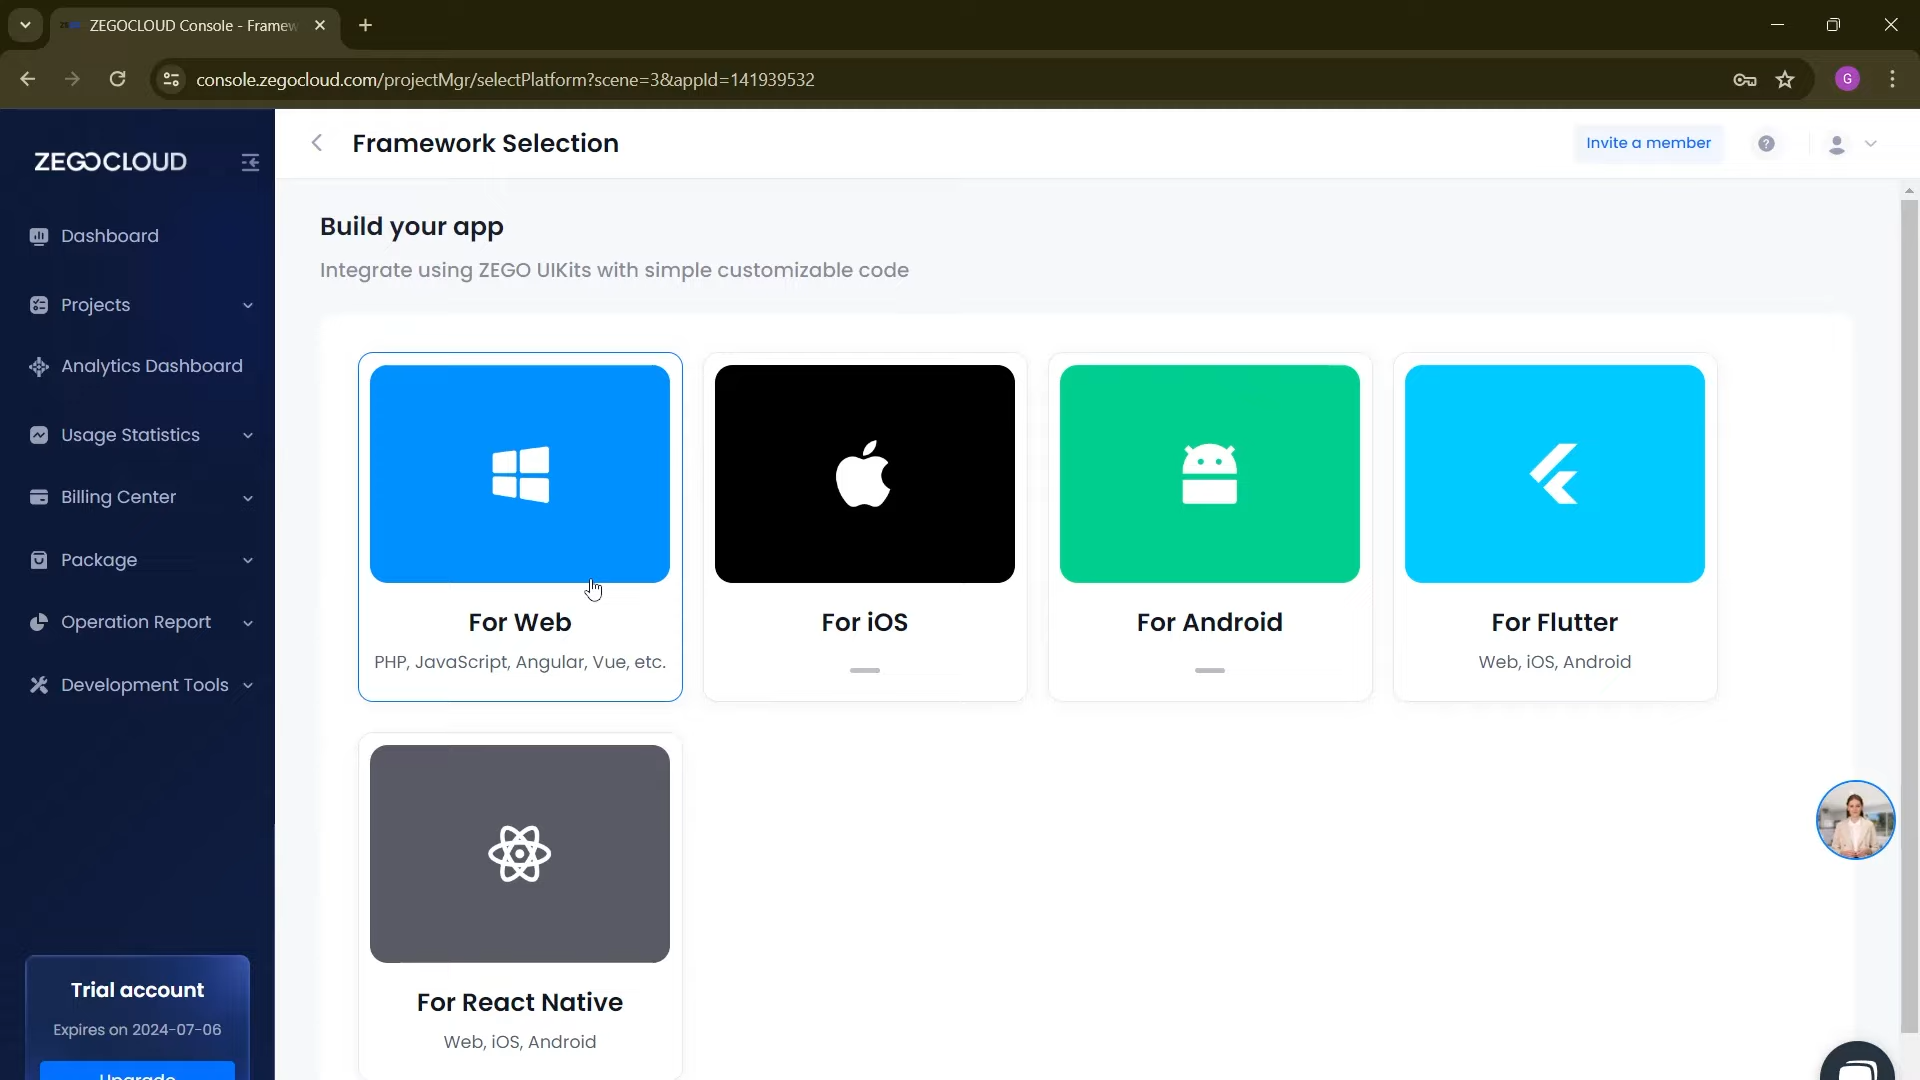 ZEGOCLOUD Console - Framew
console.zegocloud.com/projectMgr/selectPlatform?scene=3&appId=141939532
G
ZEGOCLOUD
Framework Selection
Invite a member
?
Dashboard
Projects
Analytics Dashboard
Usage Statistics
Billing Center
Package
Operation Report
Development Tools
Build your app
Integrate using ZEGO UIKits with simple customizable code
For Web
PHP, JavaScript, Angular, Vue, etc.
For iOS
For Android
For Flutter
Web, iOS, Android
For React Native
Web, iOS, Android
Trial account
Expires on 2024-07-06
Upgrade